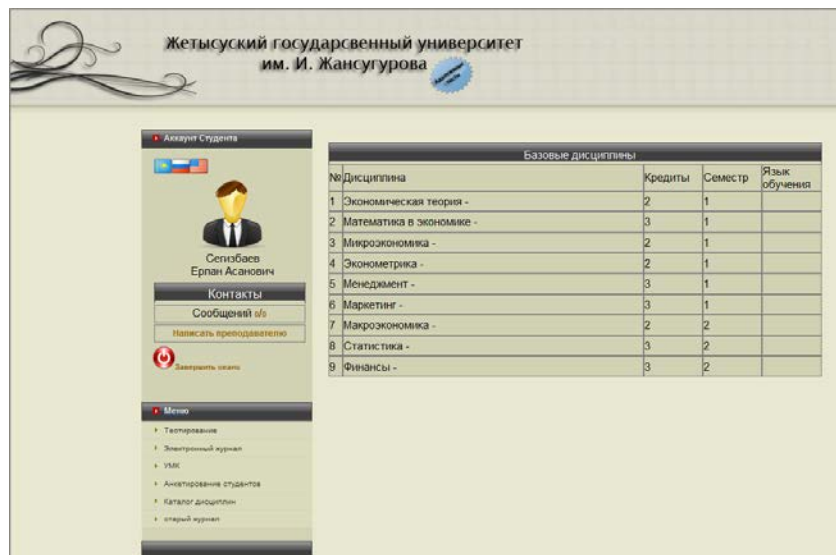 Жетысуский государсвенный университет
им. И. Жансугурова
Аккаунт Студента
Сегизбаев
Ерлан Асанович
Контакты
Сообщений 0/0
Написать преподавателю
Завершить сеанс
Меню
Тестирование
Электронный журнал
УМК
Анкетирование студентов
Каталог дисциплин
старый журнал
Базовые дисциплины
№ Дисциплина Кредиты Семестр Язык обучения
1 Экономическая теория - 2 1
2 Математика в экономике - 3 1
3 Микроэкономика - 2 1
4 Эконометрика - 2 1
5 Менеджмент - 3 1
6 Маркетинг - 3 1
7 Макроэкономика - 2 2
8 Статистика - 3 2
9 Финансы - 3 2